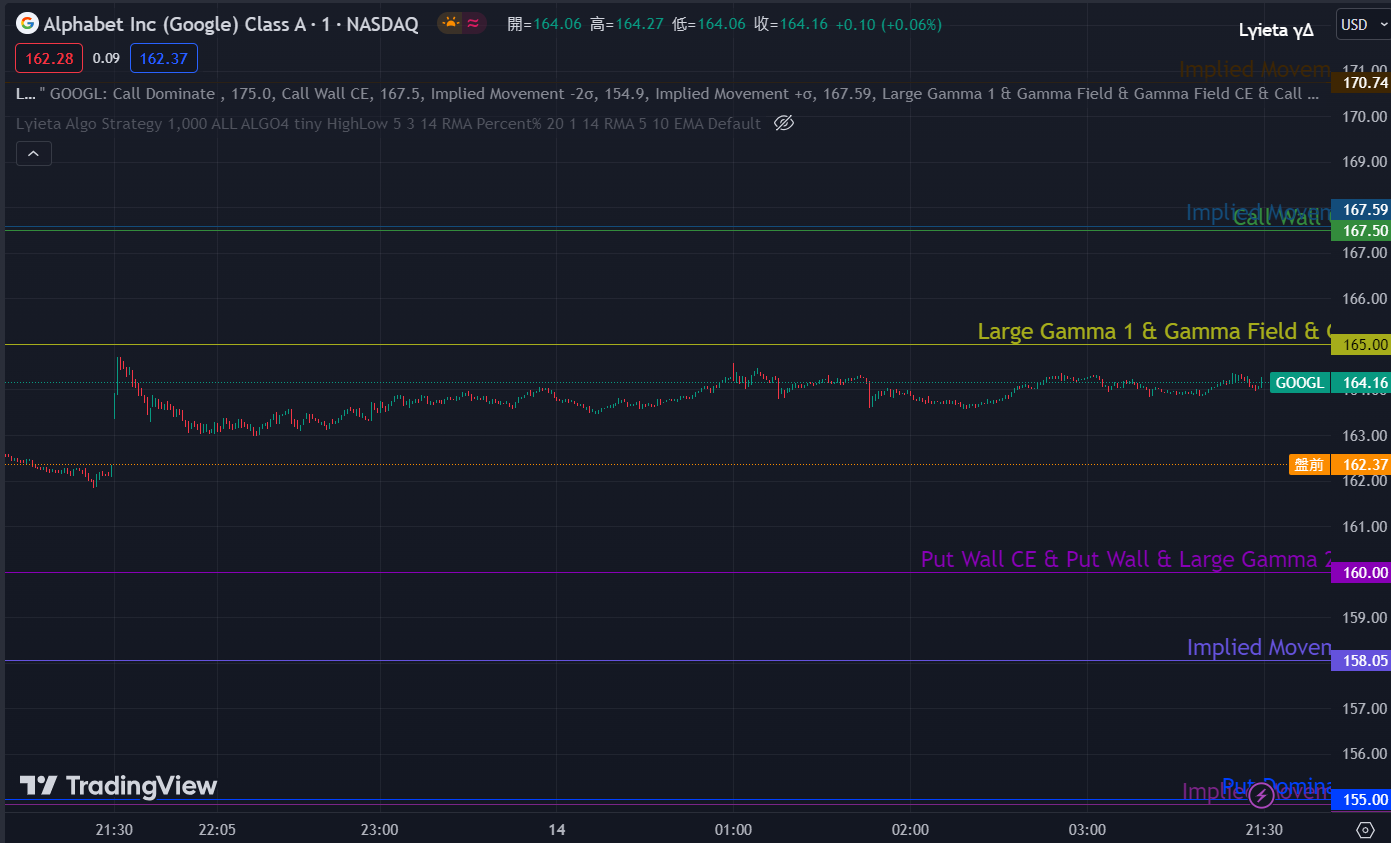 Alphabet Inc (Google) Class A · 1 · NASDAQ 開=164.06 高=164.27 低=164.06 收=164.16 +0.10 (+0.06%)
Lyieta γΔ
USD
162.28 0.09 162.37
L... " GOOGL: Call Dominate , 175.0, Call Wall CE, 167.5, Implied Movement -2σ, 154.9, Implied Movement +σ, 167.59, Large Gamma 1 & Gamma Field & Gamma Field CE & Call ...
Lyieta Algo Strategy 1,000 ALL ALGO4 tiny HighLow 5 3 14 RMA Percent% 20 1 14 RMA 5 10 EMA Default
171.00
Implied Movem
170.74
170.00
169.00
Implied Movem
167.59
Call Wall
167.50
167.00
166.00
Large Gamma 1 & Gamma Field &
165.00
GOOGL 164.16
163.00
盤前 162.37
162.00
161.00
Put Wall CE & Put Wall & Large Gamma 2
160.00
159.00
Implied Movem
158.05
157.00
156.00
Put Domina
Implied Movem
155.00
TradingView
21:30 22:05 23:00 14 01:00 02:00 03:00 21:30